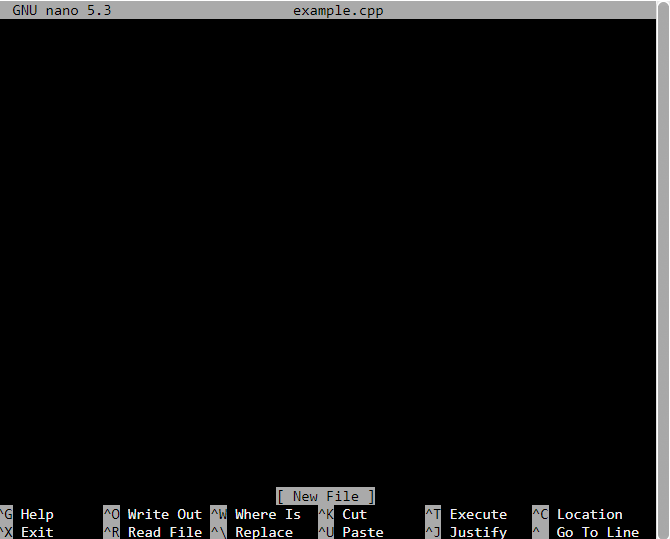 GNU nano 5.3 example.cpp
[ New File ]
^G Help ^O Write Out ^W Where Is ^K Cut ^T Execute ^C Location
^X Exit ^R Read File ^\ Replace ^U Paste ^J Justify ^ Go To Line